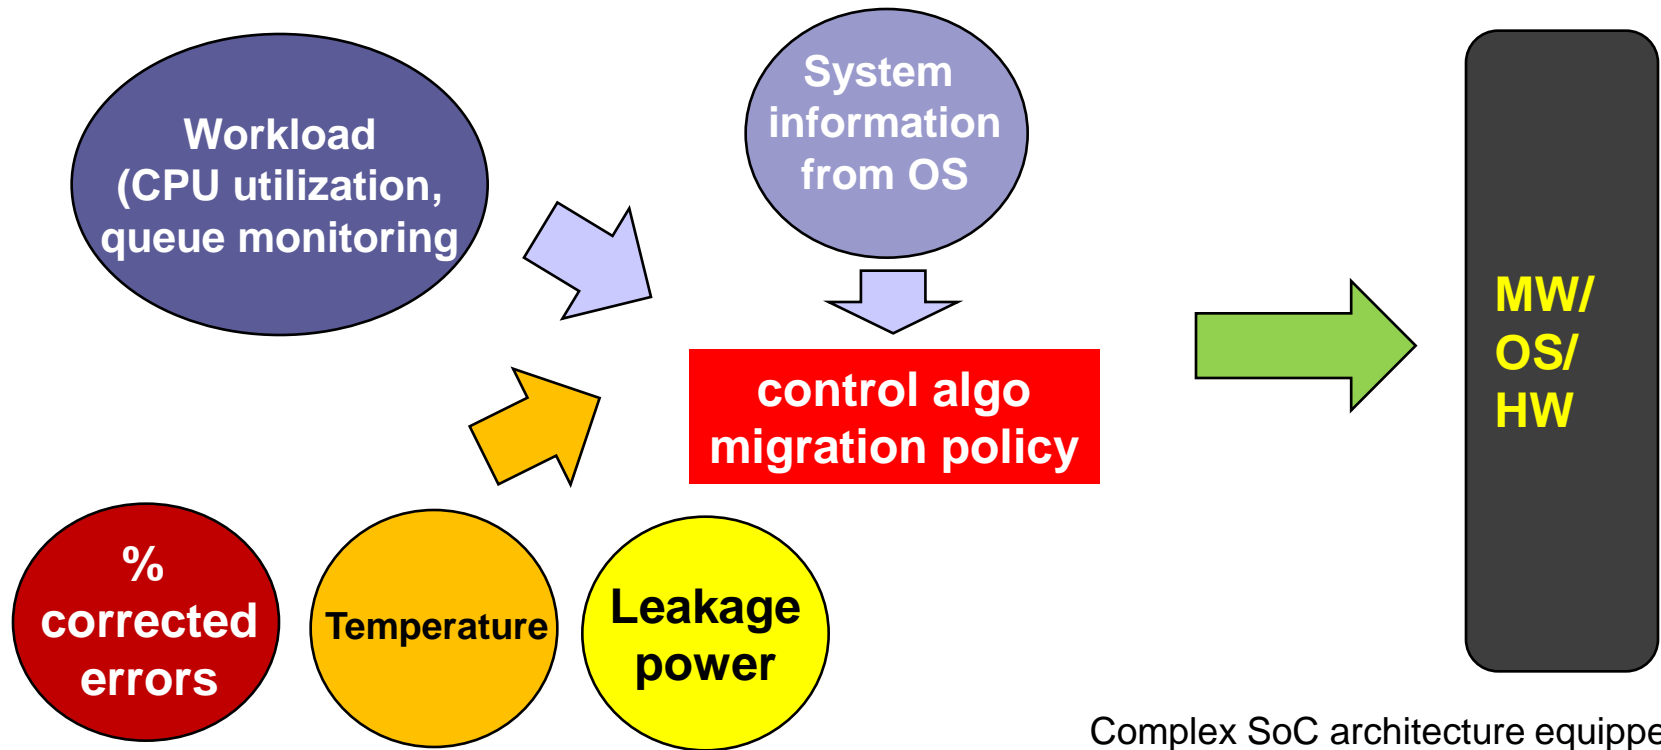 Workload
(CPU utilization,
queue monitoring
System
information
from OS
control algo
migration policy
MW/
OS/
HW
%
corrected
errors
Temperature
Leakage
power
Complex SoC architecture equippe